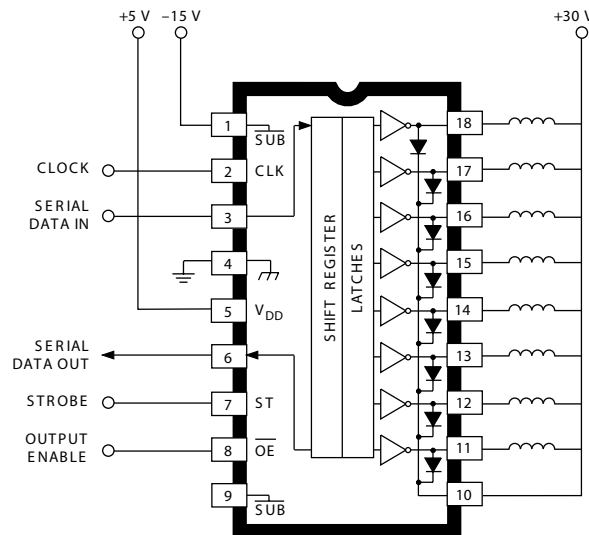 +5 V –15 V +30 V
1 SUB 18
CLOCK 2 CLK 17
SERIAL
DATA IN 3 16
4 15
5 VDD 14
SERIAL
DATA OUT 6 13
STROBE 7 ST 12
OUTPUT
ENABLE 8 OE 11
9 SUB 10
SHIFT REGISTER
LATCHES